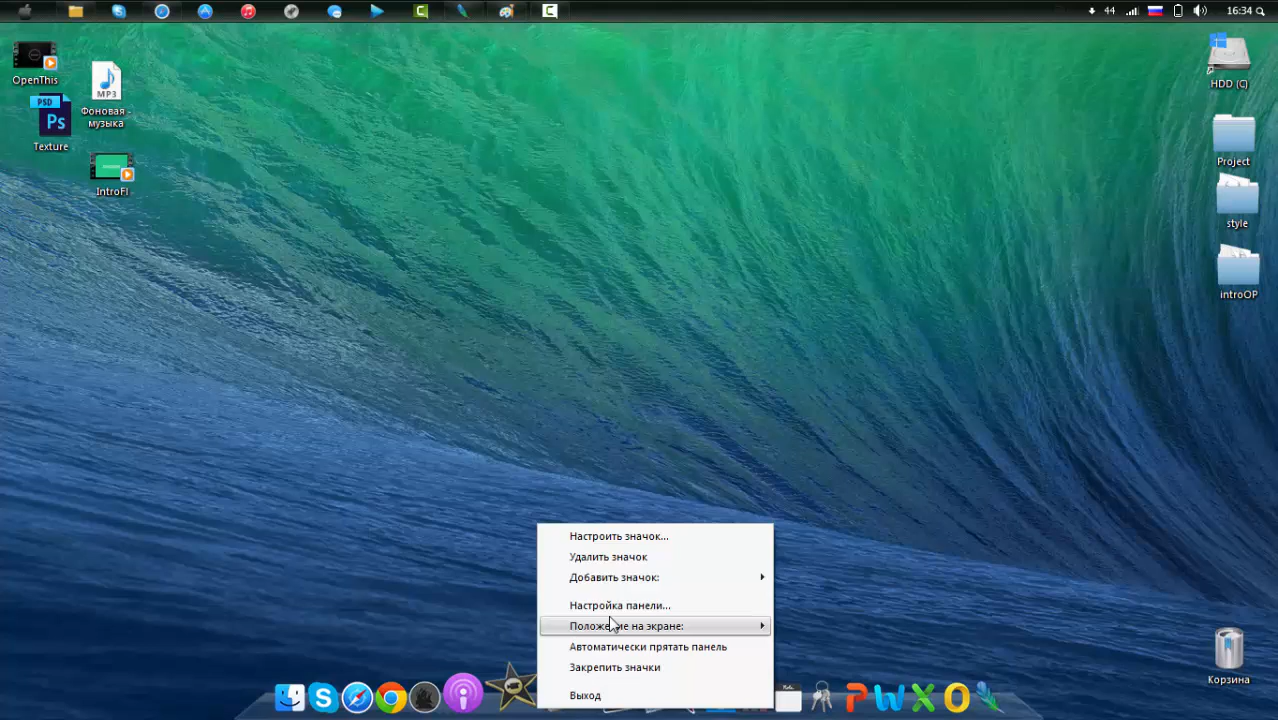 44
16:34
OpenThis
MP3
Фоновая -
музыка
PSD
Ps
Texture
IntroFI
HDD (C)
Project
style
introOP
Настроить значок...
Удалить значок
Добавить значок:
Настройка панели...
Положение на экране:
Автоматически прятать панель
Закрепить значки
Выход
Корзина
P W X O